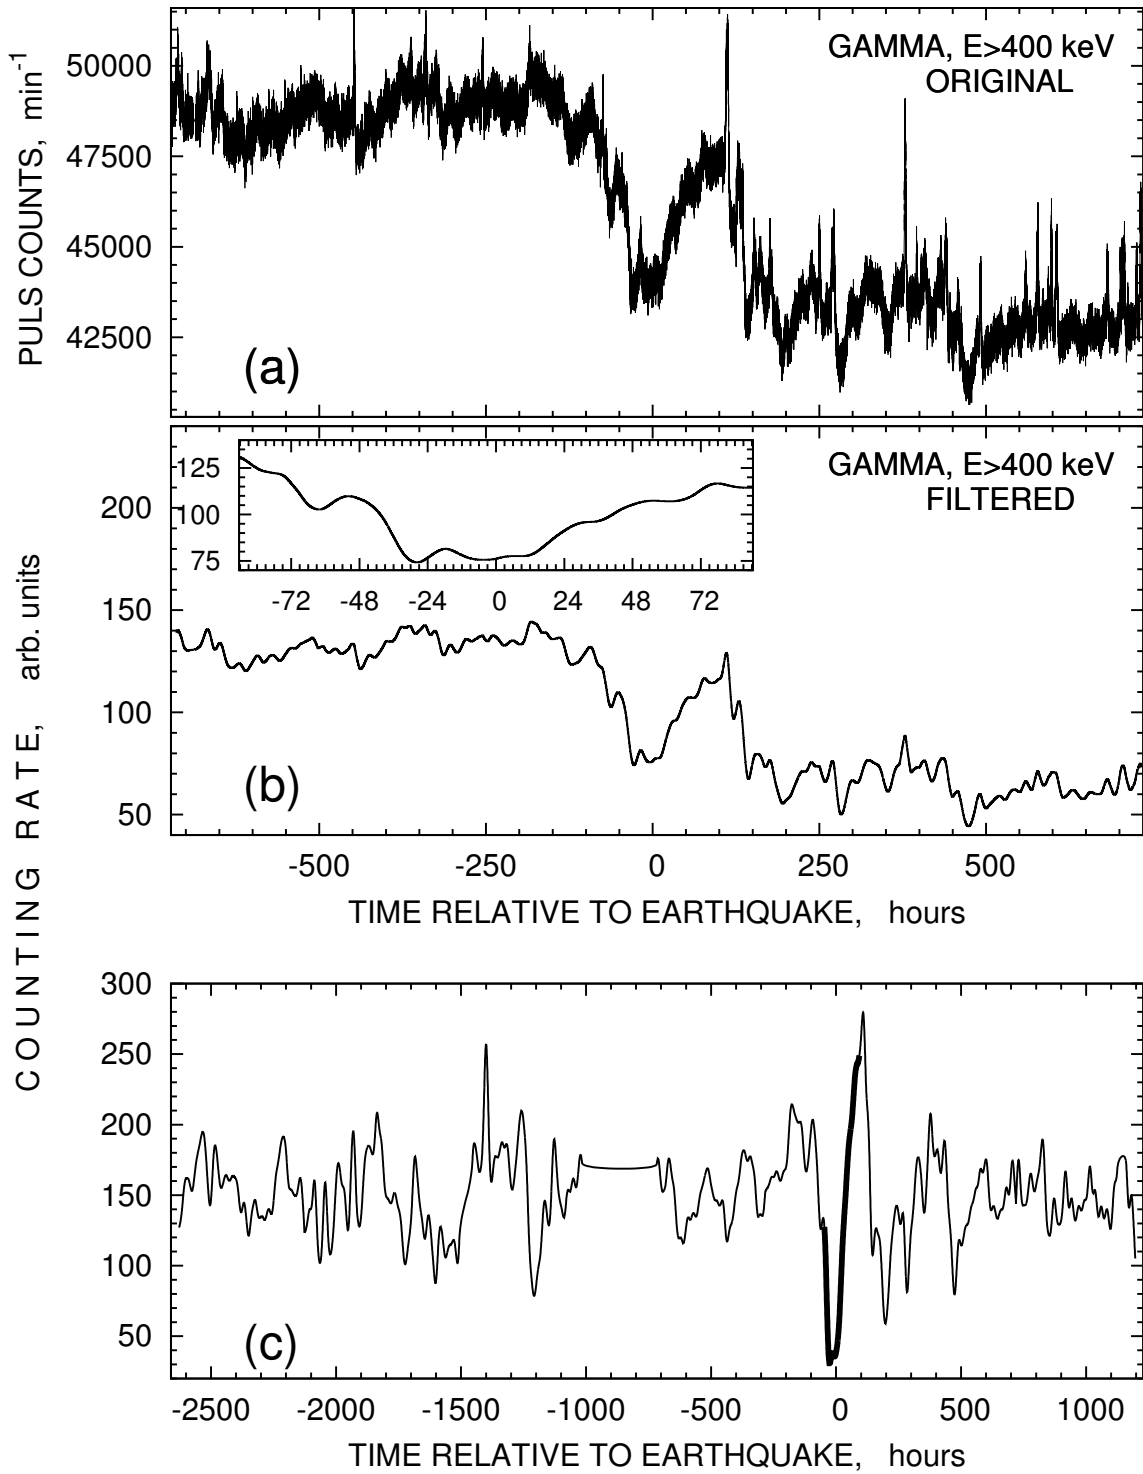 PULS COUNTS, min-1
50000
47500
45000
42500
GAMMA, E>400 keV
ORIGINAL
(a)
COUNTING RATE, arb. units
200
150
100
50
125
100
75
-72 -48 -24 0 24 48 72
GAMMA, E>400 keV
FILTERED
(b)
-500 -250 0 250 500
TIME RELATIVE TO EARTHQUAKE, hours
300
250
200
150
100
50
(c)
-2500 -2000 -1500 -1000 -500 0 500 1000
TIME RELATIVE TO EARTHQUAKE, hours